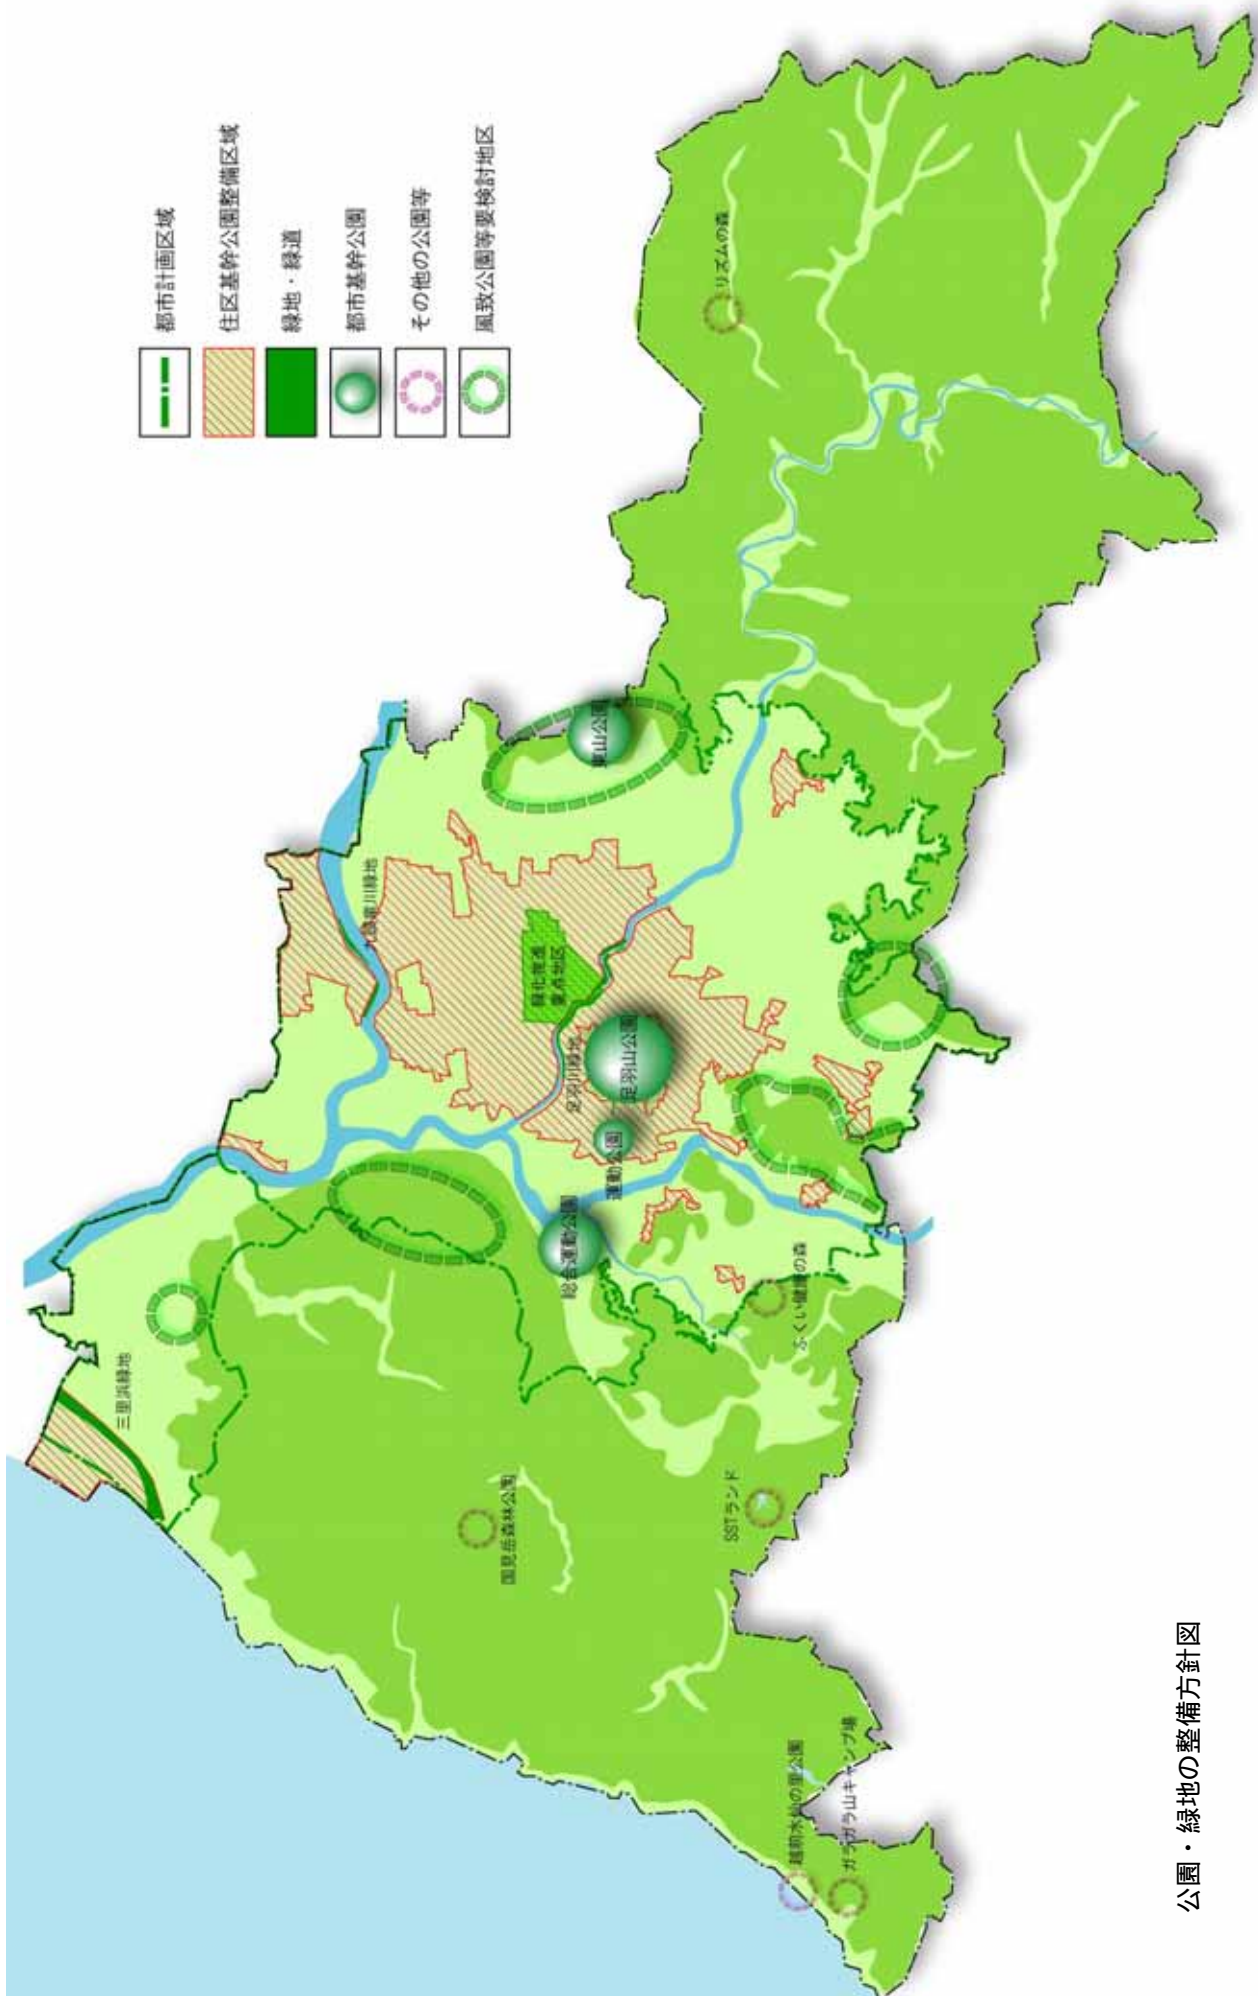 都市計画区域
住区基幹公園整備区域
緑地・緑道
都市基幹公園
その他の公園等
風致公園等要検討地区
三里浜緑地
九頭竜川緑地
緑化推進
重点地区
足羽川緑地
足羽山公園
運動公園
総合運動公園
東山公園
リズムの森
国見岳森林公園
SSTランド
ふくい健康の森
越前水仙の里公園
ガラガラ山キャンプ場
公園・緑地の整備方針図